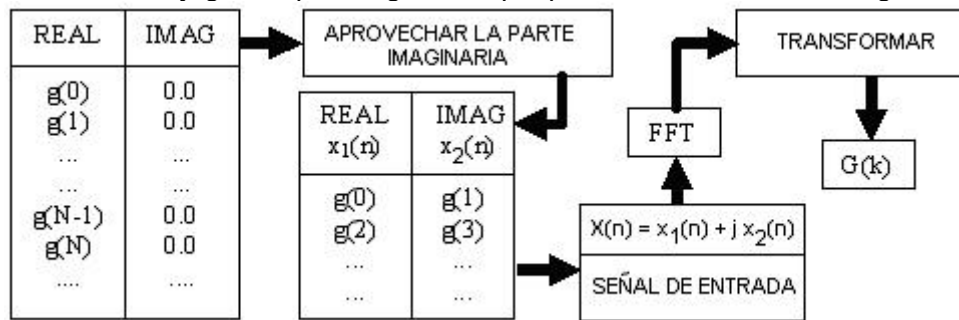 REAL IMAG
g(0) 0.0
g(1) 0.0
... ...
... ...
g(N-1) 0.0
g(N) 0.0
.... ....
APROVECHAR LA PARTE
IMAGINARIA
REAL IMAG
x1(n) x2(n)
g(0) g(1)
g(2) g(3)
... ...
... ...
FFT
X(n) = x1(n) + j x2(n)
SEÑAL DE ENTRADA
TRANSFORMAR
G(k)